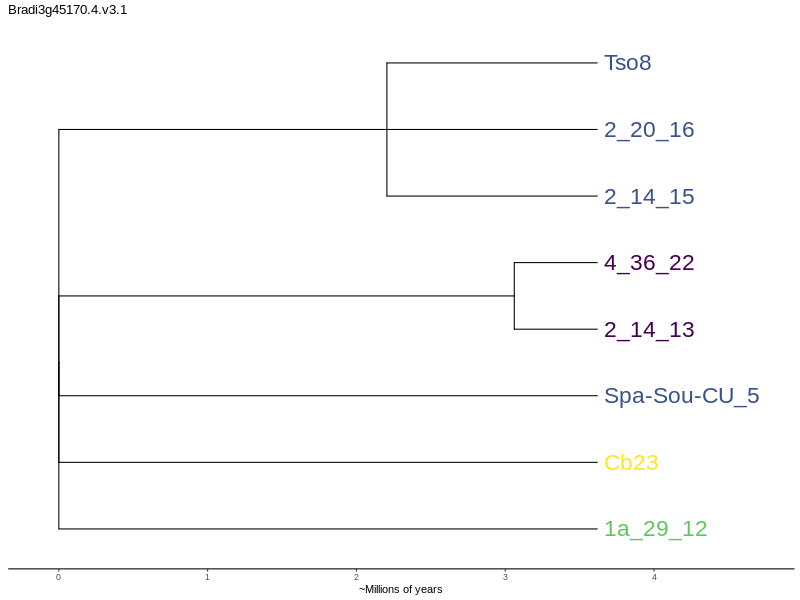 Bradi3g45170.4.v3.1
Tso8
2_20_16
2_14_15
4_36_22
2_14_13
Spa-Sou-CU_5
Cb23
1a_29_12
0 1 2 3 4
~Millions of years